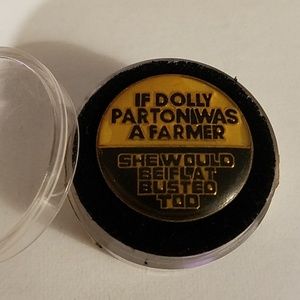 IF DOLLY
PARTON WAS
A FARMER
SHE WOULD
BE FLAT
BUSTED
TOO